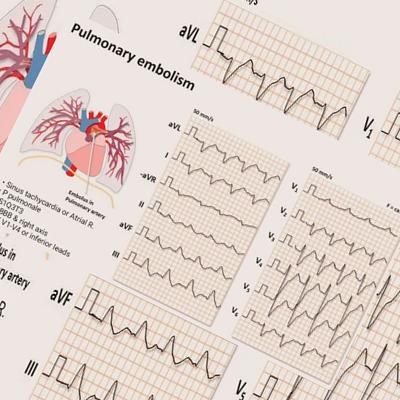 m/s
Pulmonary embolism
aVL
V1
50 mm/s
aVL
I
-aVR
II
aVF
III
50 mm/s
V1
V2
V3
V4
V5
V6
F =
Embolus in
Pulmonary artery
• Sinus tachycardia or Atrial R.
• P pulmonale
S1Q3T3
RBBB & right axis
V1-V4 or inferior leads
us in
ry artery
R.
aVF
III
V5